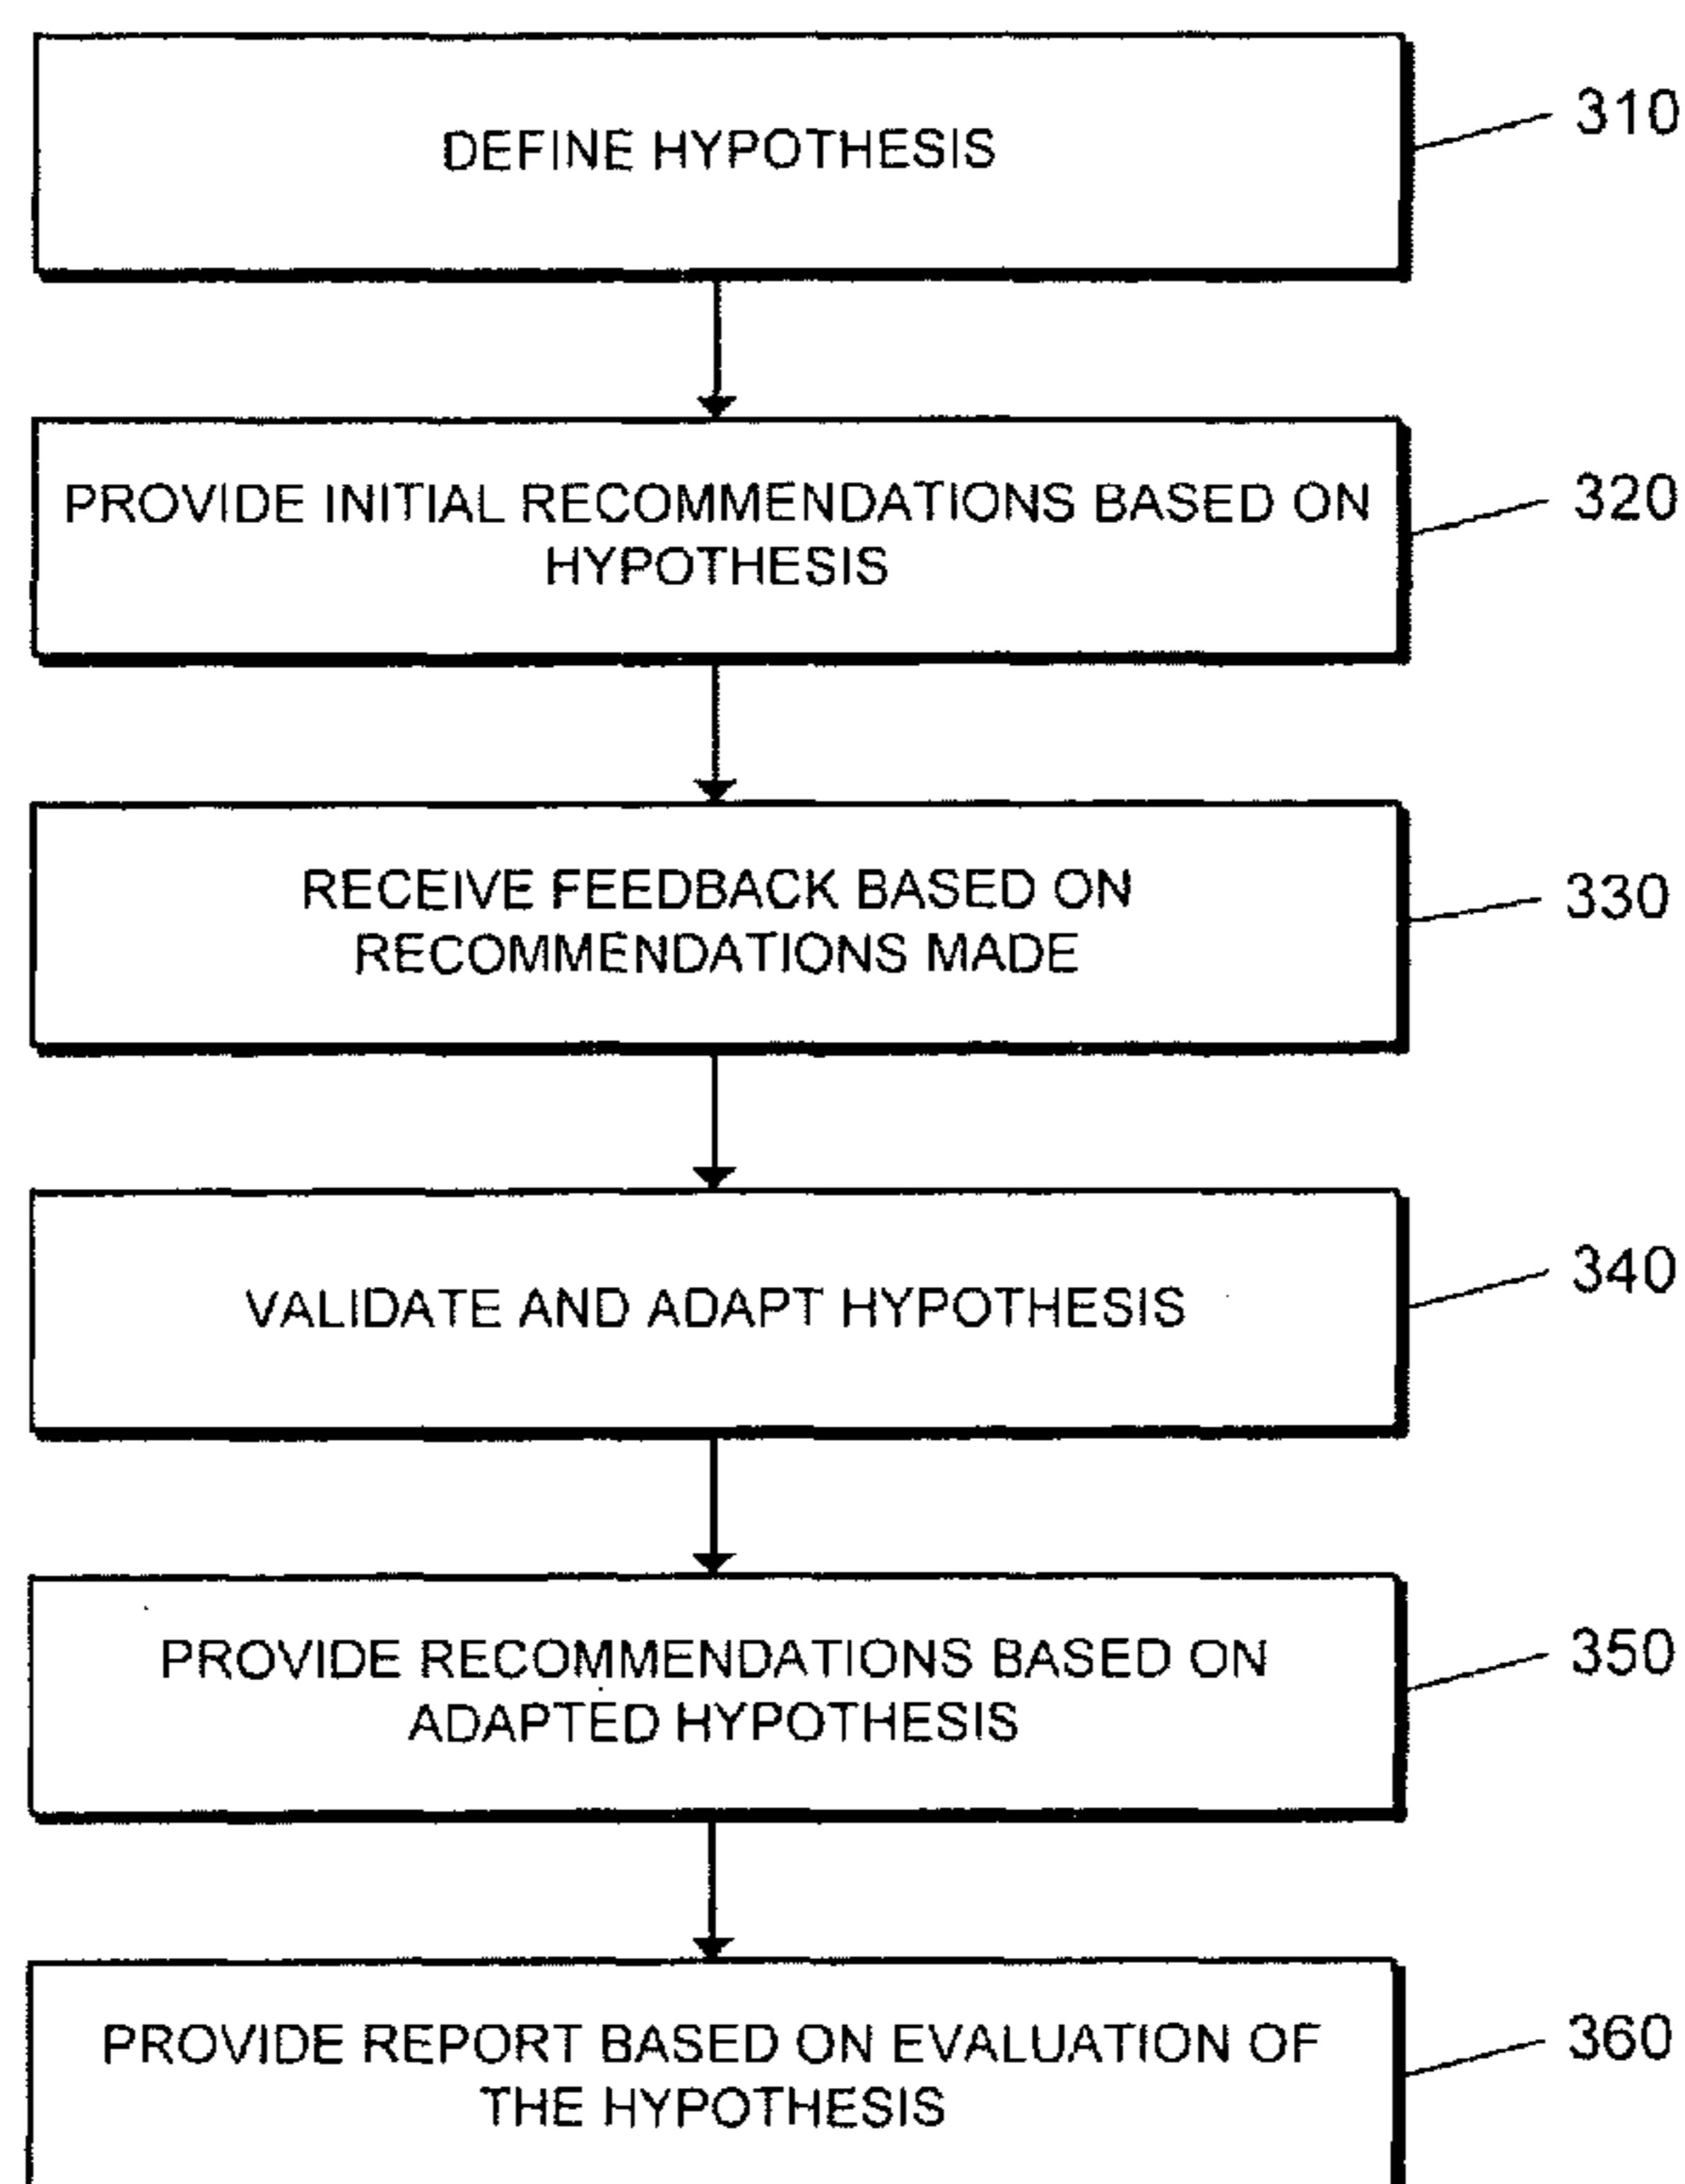 DEFINE HYPOTHESIS
310
PROVIDE INITIAL RECOMMENDATIONS BASED ON
HYPOTHESIS
320
RECEIVE FEEDBACK BASED ON
RECOMMENDATIONS MADE
330
VALIDATE AND ADAPT HYPOTHESIS
340
PROVIDE RECOMMENDATIONS BASED ON
ADAPTED HYPOTHESIS
350
PROVIDE REPORT BASED ON EVALUATION OF
THE HYPOTHESIS
360